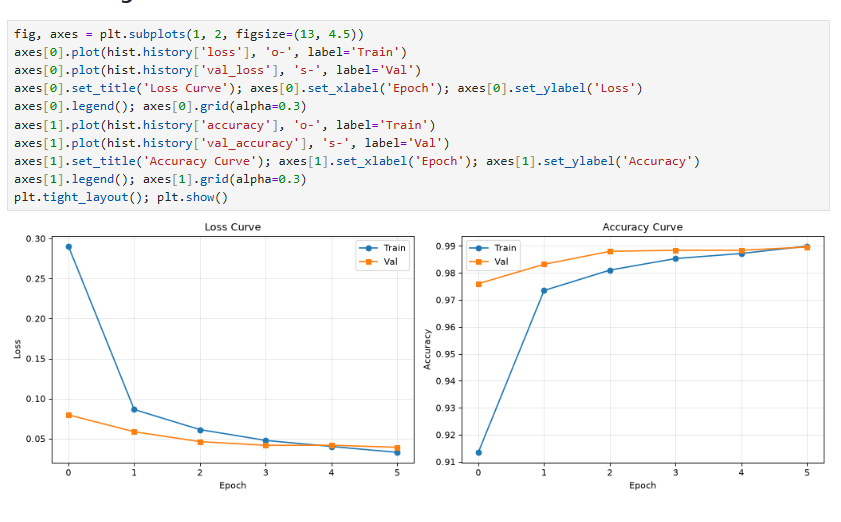 fig, axes = plt.subplots(1, 2, figsize=(13, 4.5))
axes[0].plot(hist.history['loss'], 'o-', label='Train')
axes[0].plot(hist.history['val_loss'], 's-', label='Val')
axes[0].set_title('Loss Curve'); axes[0].set_xlabel('Epoch'); axes[0].set_ylabel('Loss')
axes[0].legend(); axes[0].grid(alpha=0.3)
axes[1].plot(hist.history['accuracy'], 'o-', label='Train')
axes[1].plot(hist.history['val_accuracy'], 's-', label='Val')
axes[1].set_title('Accuracy Curve'); axes[1].set_xlabel('Epoch'); axes[1].set_ylabel('Accuracy')
axes[1].legend(); axes[1].grid(alpha=0.3)
plt.tight_layout(); plt.show()
Loss Curve
Train
Val
0.30
0.25
0.20
0.15
0.10
0.05
Loss
0 1 2 3 4 5
Epoch
Accuracy Curve
Train
Val
0.99
0.98
0.97
0.96
0.95
0.94
0.93
0.92
0.91
Accuracy
0 1 2 3 4 5
Epoch